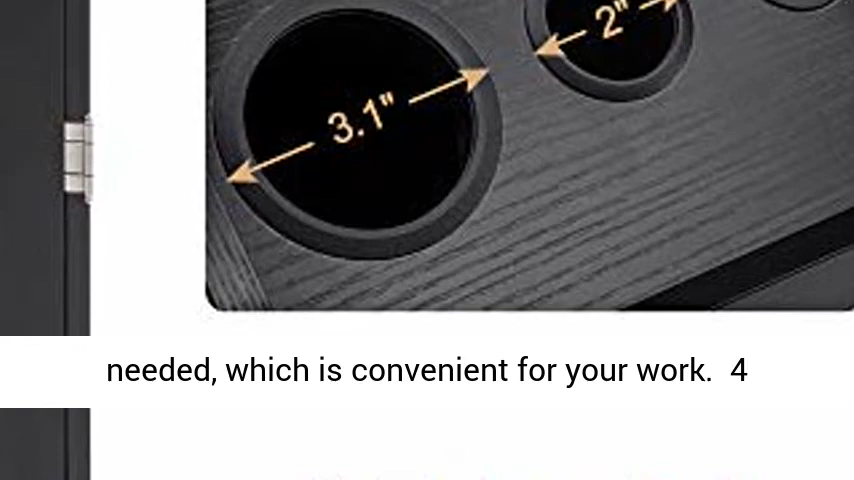 2"
3.1"
needed, which is convenient for your work.  4